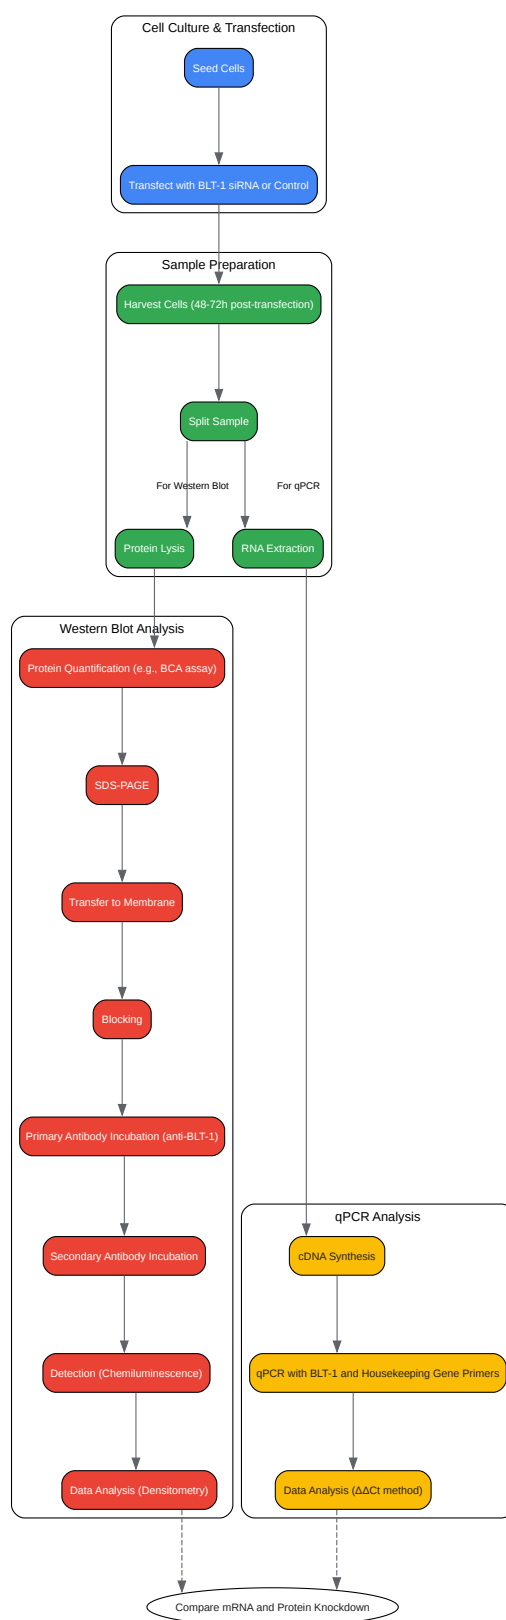 Cell Culture & Transfection
Seed Cells
Transfect with BLT-1 siRNA or Control
Sample Preparation
Harvest Cells (48-72h post-transfection)
Split Sample
For Western Blot
For qPCR
Protein Lysis
RNA Extraction
Western Blot Analysis
Protein Quantification (e.g., BCA assay)
SDS-PAGE
Transfer to Membrane
Blocking
Primary Antibody Incubation (anti-BLT-1)
Secondary Antibody Incubation
Detection (Chemiluminescence)
Data Analysis (Densitometry)
qPCR Analysis
cDNA Synthesis
qPCR with BLT-1 and Housekeeping Gene Primers
Data Analysis (ΔΔCt method)
Compare mRNA and Protein Knockdown